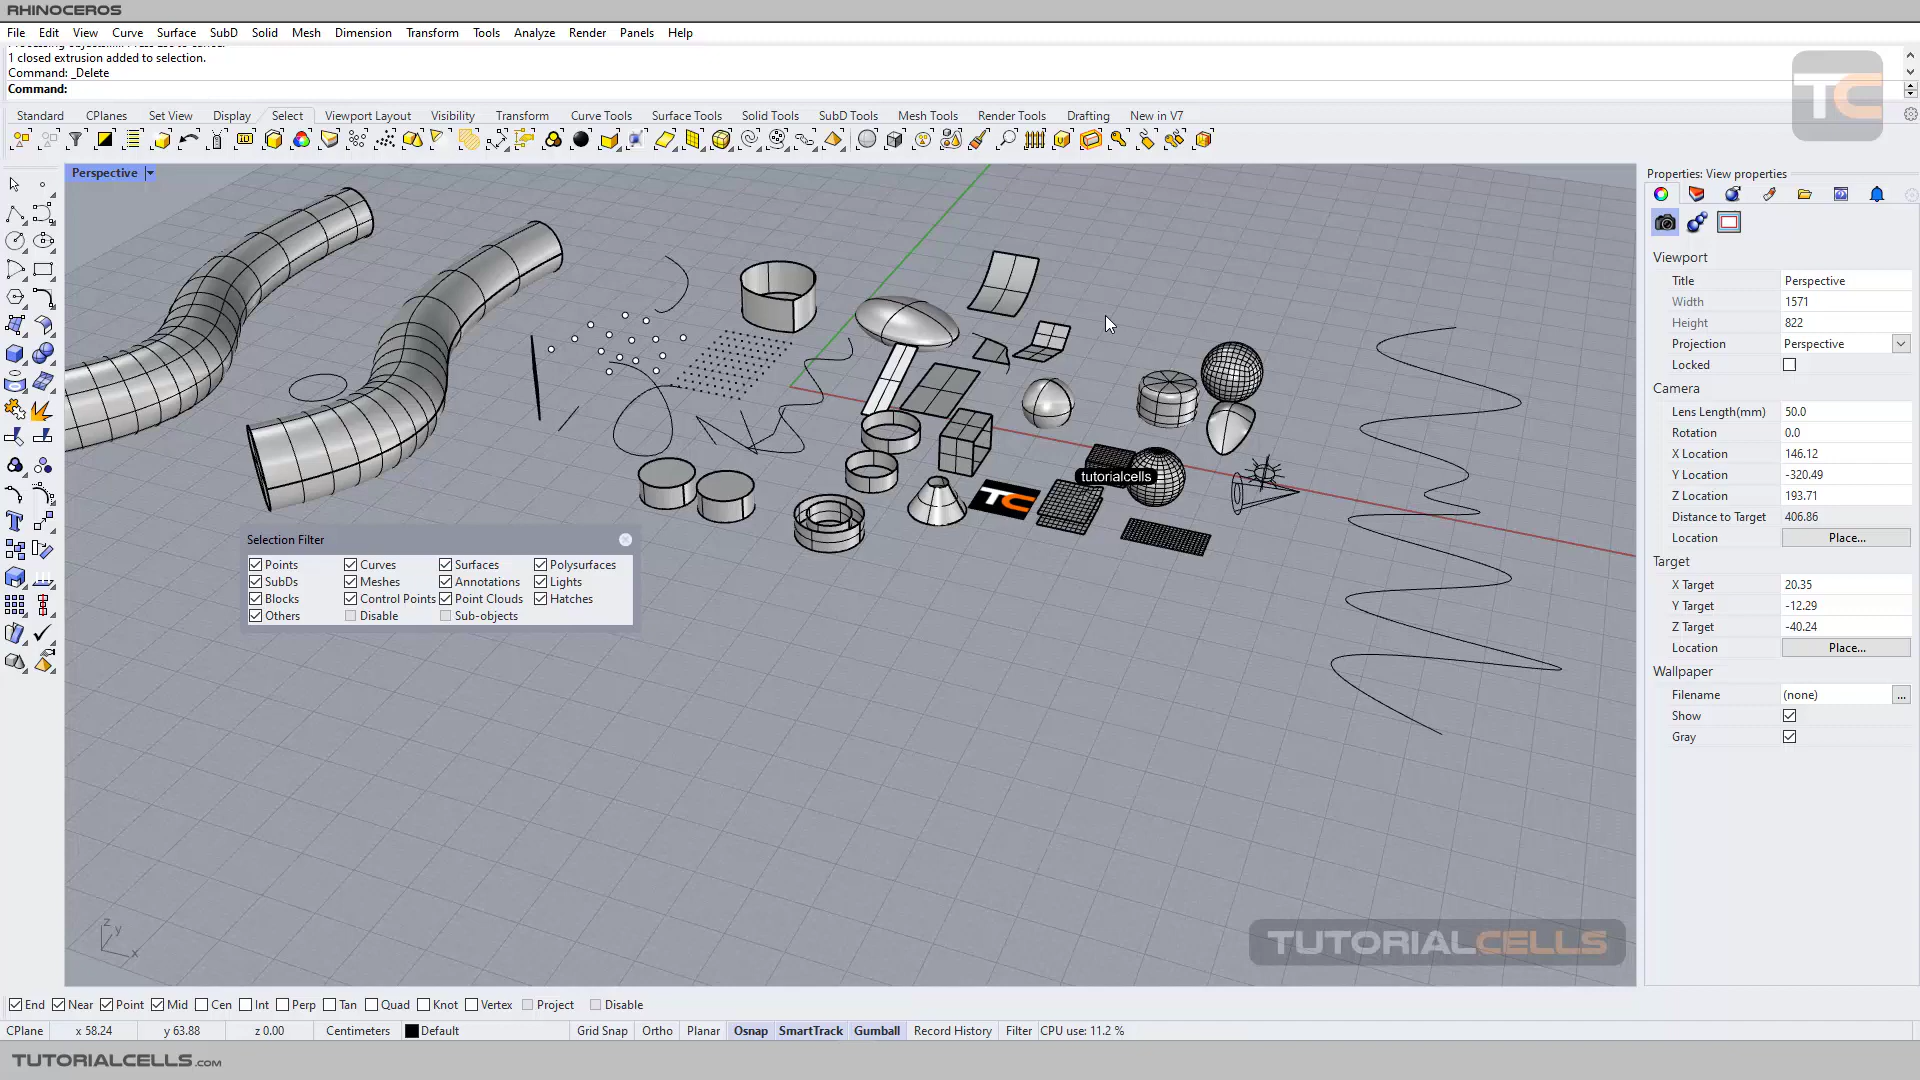 RHINOCEROS
File Edit View Curve Surface SubD Solid Mesh Dimension Transform Tools Analyze Render Panels Help
1 closed extrusion added to selection.
Command: _Delete
Command:
TC
Standard CPlanes Set View Display Select Viewport Layout Visibility Transform Curve Tools Surface Tools Solid Tools SubD Tools Mesh Tools Render Tools Drafting New in V7
Perspective
Properties: View properties
Viewport
Title Perspective
Width 1571
Height 822
Projection Perspective
Locked
Camera
Lens Length(mm) 50.0
Rotation 0.0
X Location 146.12
Y Location -320.49
Z Location 193.71
Distance to Target 406.86
Location Place...
Target
X Target 20.35
Y Target -12.29
Z Target -40.24
Location Place...
Wallpaper
Filename (none) ...
Show
Gray
tutorialcells
TC
Selection Filter
Points Curves Surfaces Polysurfaces
SubDs Meshes Annotations Lights
Blocks Control Points Point Clouds Hatches
Others Disable Sub-objects
z
y
x
TUTORIALCELLS
End Near Point Mid Cen Int Perp Tan Quad Knot Vertex Project Disable
CPlane x 58.24 y 63.88 z 0.00 Centimeters Default Grid Snap Ortho Planar Osnap SmartTrack Gumball Record History Filter CPU use: 11.2 %
TUTORIALCELLS.COM